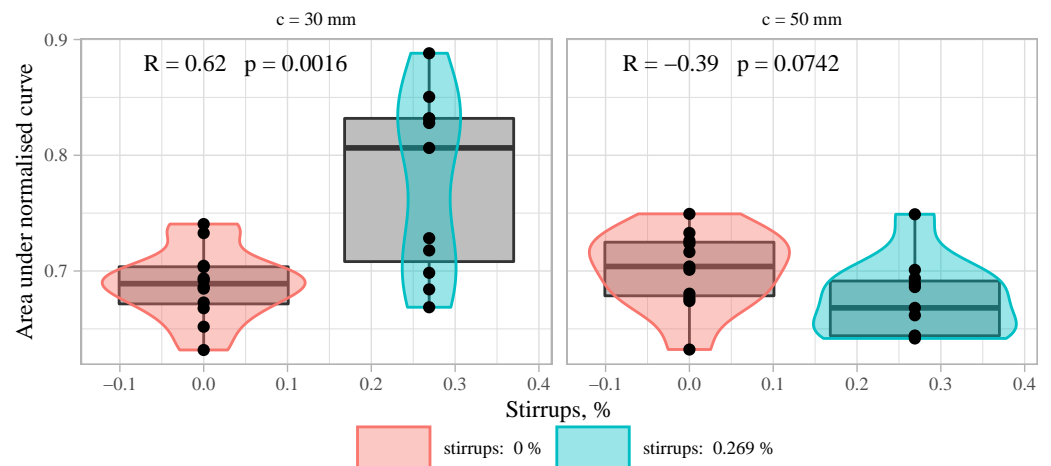 c = 30 mm
c = 50 mm
Area under normalised curve
0.9
0.8
0.7
R = 0.62 p = 0.0016
R = −0.39 p = 0.0742
−0.1 0.0 0.1 0.2 0.3 0.4
−0.1 0.0 0.1 0.2 0.3 0.4
Stirrups, %
stirrups: 0 %
stirrups: 0.269 %